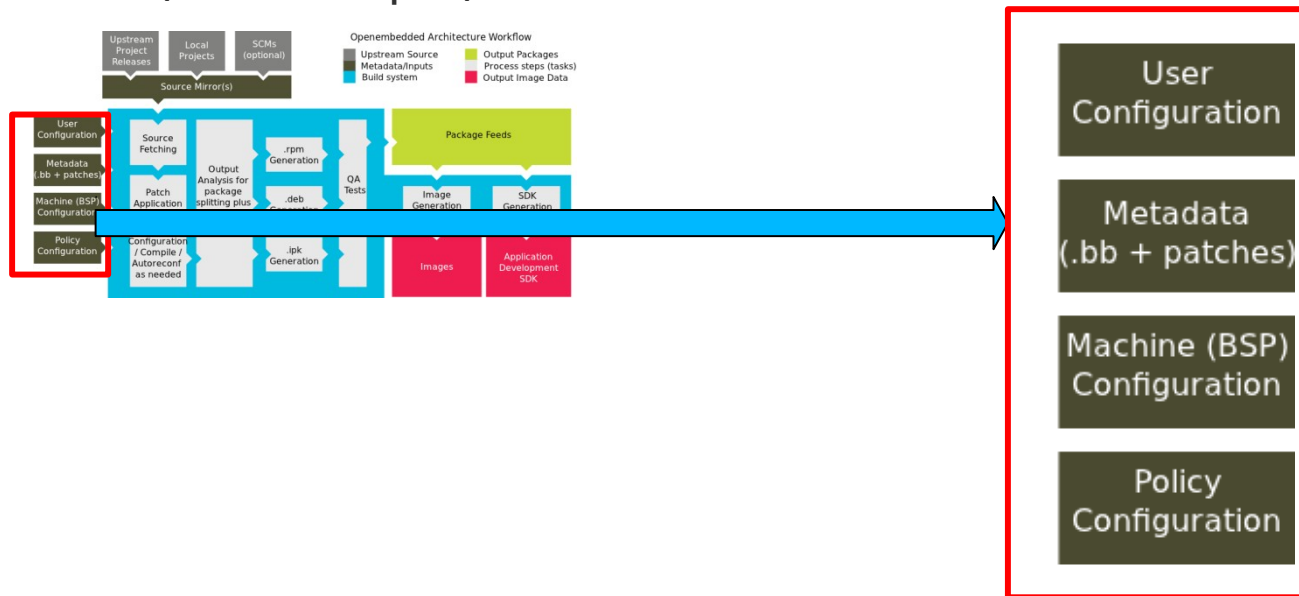 Upstream
Project
Releases
Local
Projects
SCMs
(optional)
Source Mirror(s)
Openembedded Architecture Workflow
Upstream Source
Metadata/Inputs
Build system
Output Packages
Process steps (tasks)
Output Image Data
User
Configuration
Metadata
(.bb + patches)
Machine (BSP)
Configuration
Policy
Configuration
Source
Fetching
Patch
Application
Configuration
/ Compile /
Autoreconf
as needed
Output
Analysis for
package
splitting plus
.rpm
Generation
.deb
.ipk
Generation
QA
Tests
Package Feeds
Image
Generation
SDK
Generation
Images
Application
Development
SDK
User
Configuration
Metadata
(.bb + patches)
Machine (BSP)
Configuration
Policy
Configuration